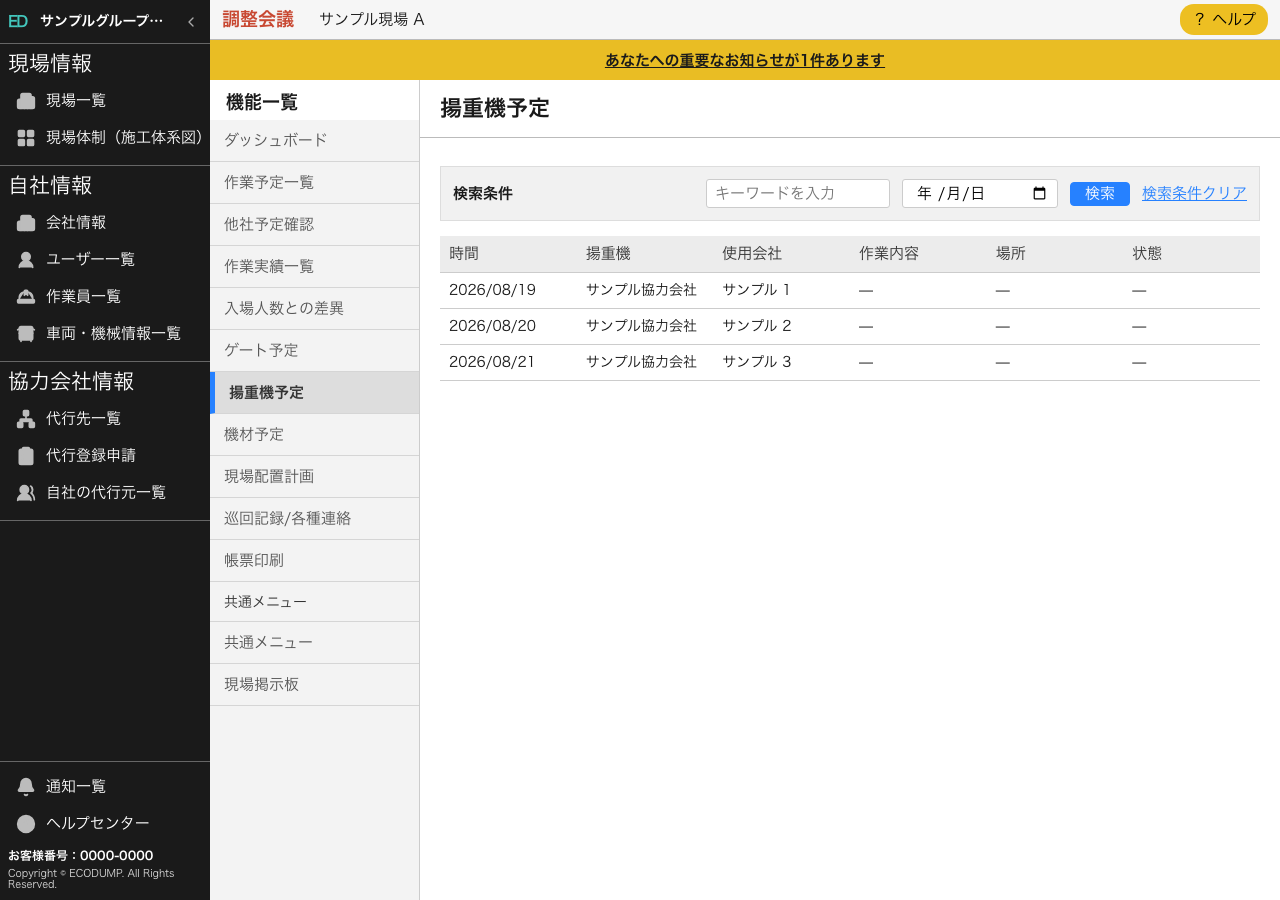 ED サンプルグループ…
現場情報
現場一覧
現場体制（施工体系図）
自社情報
会社情報
ユーザー一覧
作業員一覧
車両・機械情報一覧
協力会社情報
代行先一覧
代行登録申請
自社の代行元一覧
通知一覧
ヘルプセンター
お客様番号：0000-0000
Copyright © ECODUMP. All Rights
Reserved.
調整会議 サンプル現場 A ？ ヘルプ
あなたへの重要なお知らせが1件あります
機能一覧
ダッシュボード
作業予定一覧
他社予定確認
作業実績一覧
入場人数との差異
ゲート予定
揚重機予定
機材予定
現場配置計画
巡回記録/各種連絡
帳票印刷
共通メニュー
共通メニュー
現場掲示板
揚重機予定
検索条件 キーワードを入力 年 /月/日 検索 検索条件クリア
時間 揚重機 使用会社 作業内容 場所 状態
2026/08/19 サンプル協力会社 サンプル 1 — — —
2026/08/20 サンプル協力会社 サンプル 2 — — —
2026/08/21 サンプル協力会社 サンプル 3 — — —